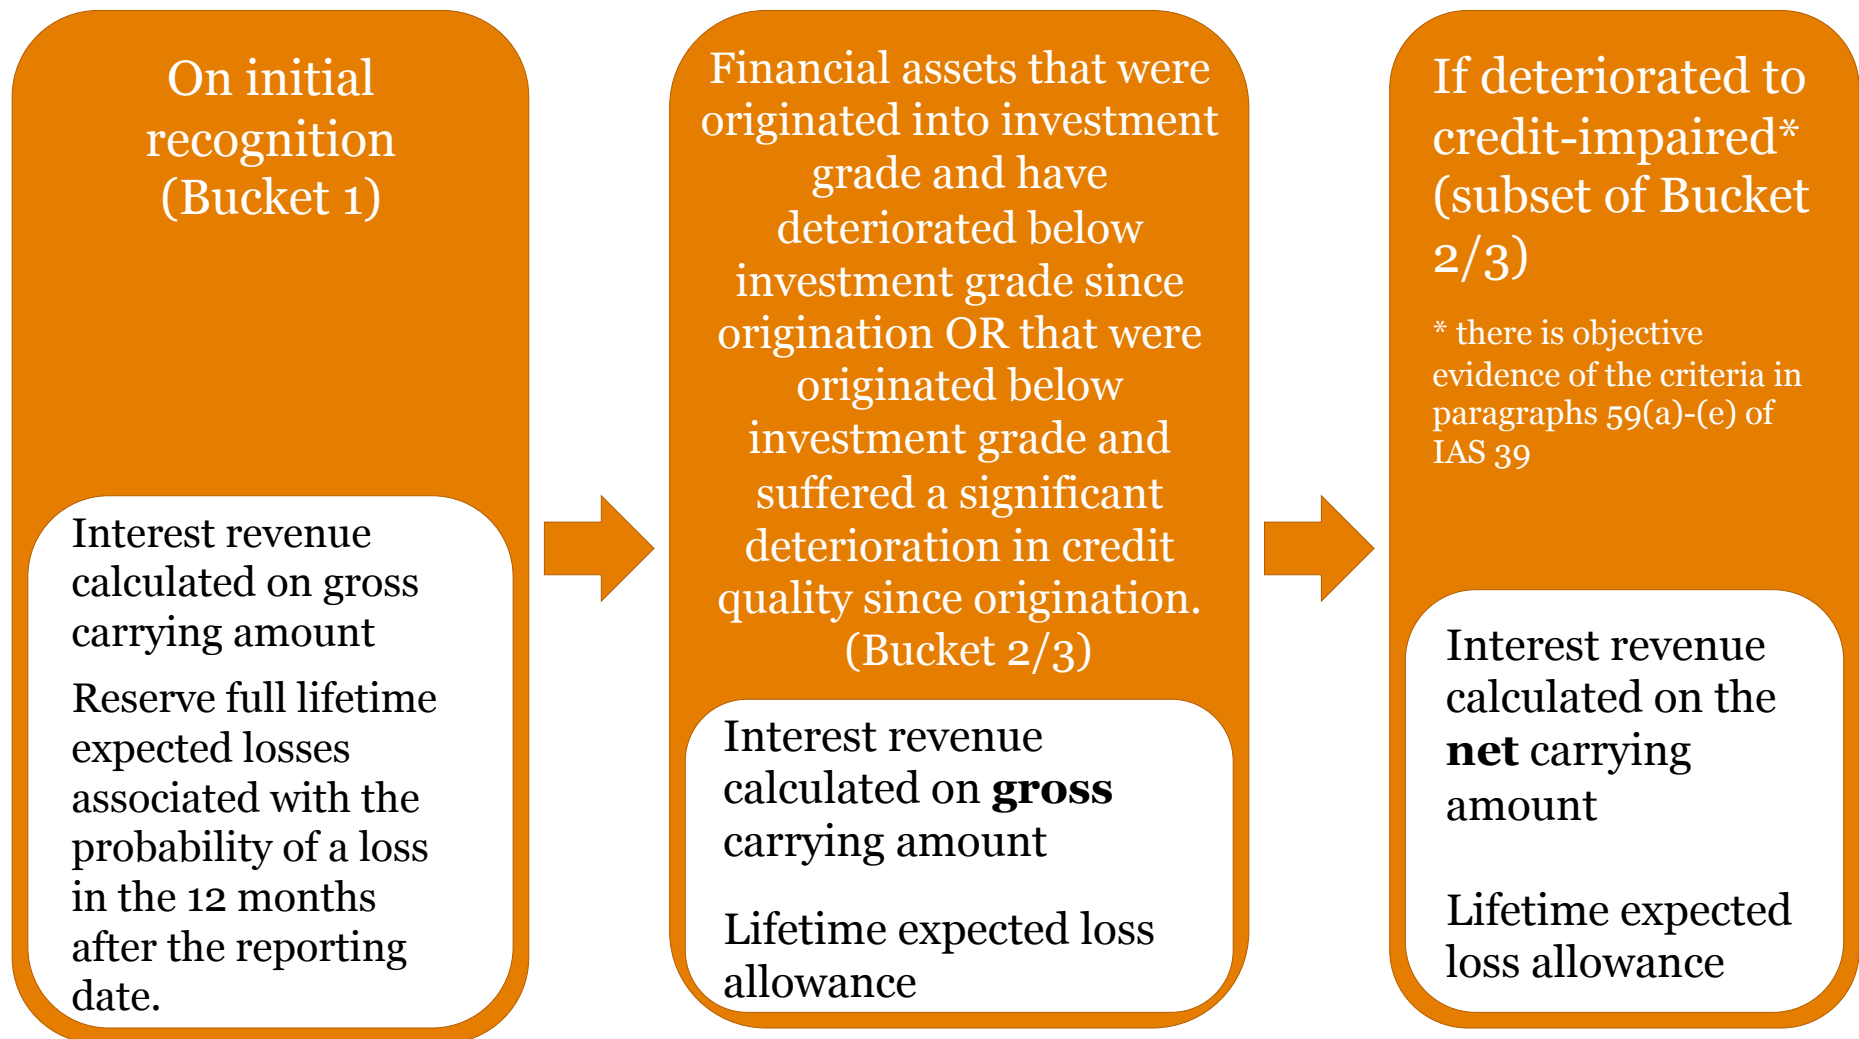 On initial
recognition
(Bucket 1)
Interest revenue
calculated on gross
carrying amount
Reserve full lifetime
expected losses
associated with the
probability of a loss
in the 12 months
after the reporting
date.
Financial assets that were
originated into investment
grade and have
deteriorated below
investment grade since
origination OR that were
originated below
investment grade and
suffered a significant
deterioration in credit
quality since origination.
(Bucket 2/3)
Interest revenue
calculated on gross
carrying amount
Lifetime expected loss
allowance
If deteriorated to
credit-impaired*
(subset of Bucket
2/3)
* there is objective
evidence of the criteria in
paragraphs 59(a)-(e) of
IAS 39
Interest revenue
calculated on the
net carrying
amount
Lifetime expected
loss allowance